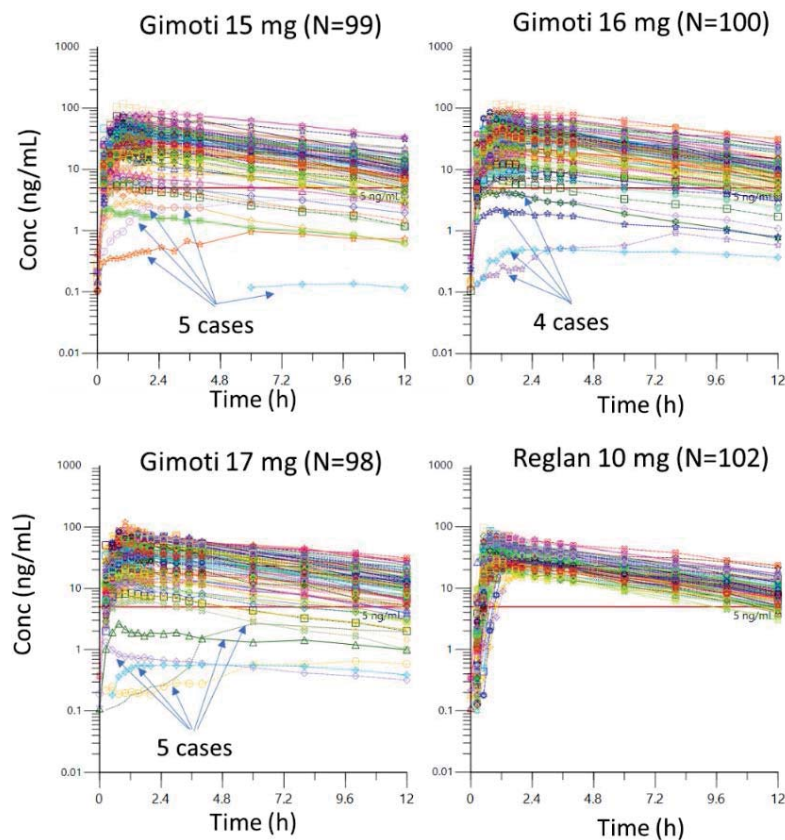 Gimoti 15 mg (N=99)
Gimoti 16 mg (N=100)
Conc (ng/mL)
1000
100
10
1
0.1
0.01
5 ng/mL
5 cases
0
2.4
4.8
7.2
9.6
12
Time (h)
1000
100
10
1
0.1
0.01
5 ng/mL
4 cases
0
2.4
4.8
7.2
9.6
12
Time (h)
Gimoti 17 mg (N=98)
Reglan 10 mg (N=102)
Conc (ng/mL)
1000
100
10
1
0.1
0.01
5 ng/mL
5 cases
0
2.4
4.8
7.2
9.6
12
Time (h)
1000
100
10
1
0.1
0.01
5 ng/mL
0
2.4
4.8
7.2
9.6
12
Time (h)